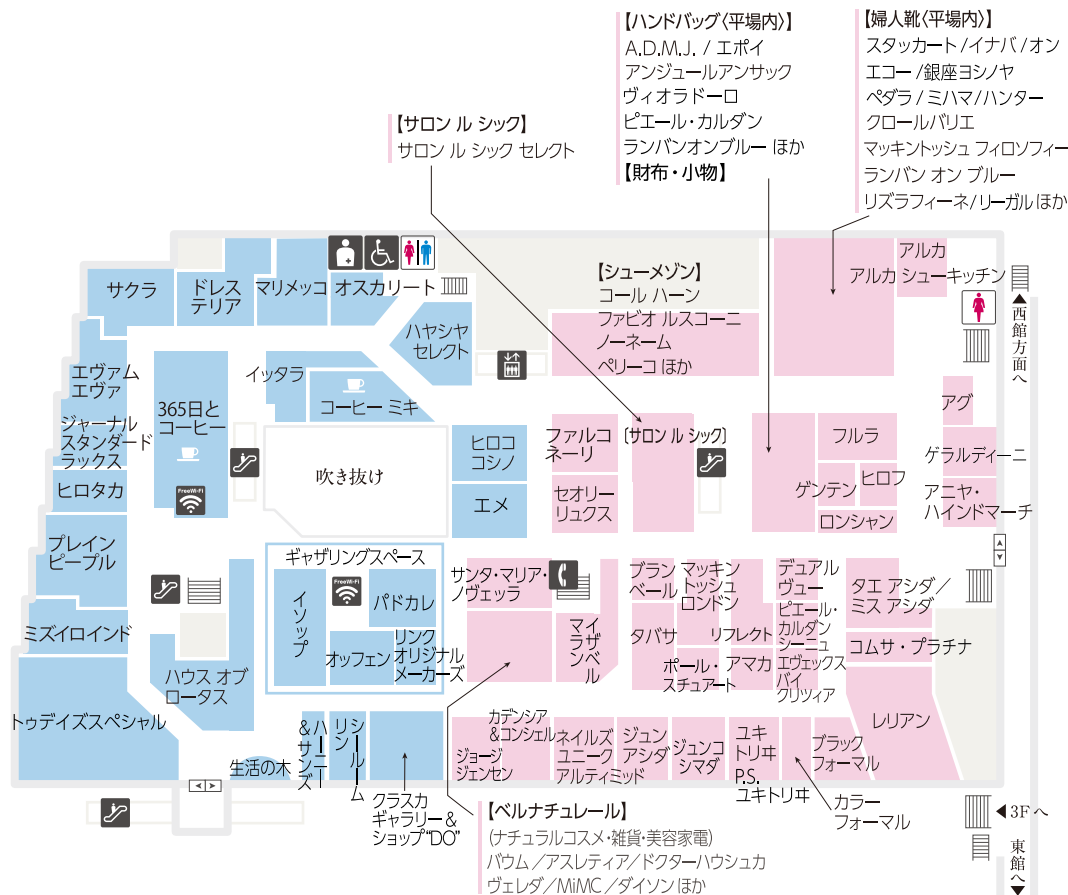 【ハンドバッグ〈平場内〉】
A.D.M.J. / エポイ
アンジュールアンサック
ヴィオラドーロ
ピエール・カルダン
ランバンオンブルー ほか
【財布・小物】
【婦人靴〈平場内〉】
スタッカート/イナバ/オン
エコー/銀座ヨシノヤ
ペダラ/ミハマ/ハンター
クロールバリエ
マッキントッシュ フィロソフィー
ランバン オン ブルー
リズラフィーネ/リーガル ほか
【サロン ル シック】
サロン ル シック セレクト
サクラ
ドレス
テリア
マリメッコ
オスカリート
ハヤシヤ
セレクト
【シューメゾン】
コール ハーン
ファビオ ルスコーニ
ノーネーム
ペリーコ ほか
アルカ
アルカ シューキッチン
▲西館方面へ
エヴァム
エヴァ
ジャーナル
スタンダード
ラックス
365日と
コーヒー
Free Wi-Fi
イッタラ
コーヒー ミキ
吹き抜け
ヒロコ
コシノ
エメ
ファルコ
ネーリ
セオリー
リュクス
〔サロン ル シック〕
フルラ
ゲンテン
ヒロフ
ロンシャン
アグ
ゲラルディーニ
アニヤ・
ハインドマーチ
ヒロタカ
プレイン
ピープル
ミズイロインド
トゥデイズスペシャル
ハウス オブ
ロータス
生活の木
ギャザリングスペース
イソップ
Free Wi-Fi
パドカレ
オッフェン
リンク
オリジナル
メーカーズ
サンタ・マリア・
ノヴェッラ
マイ
ラザンベル
ブラン
ベール
マッキン
トッシュ
ロンドン
タバサ
リフレクト
ポール・
スチュアート
アマカ
デュアル
ヴュー
ピエール・
カルダン
シーニュ
エヴェックス
バイ
クリツィア
タエ アシダ/
ミス アシダ
コムサ・プラチナ
レリアン
ハーニー
&サンズ
リン
シールーム
クラスカ
ギャラリー&
ショップ“DO”
カデンシア
&コンシェル
ジョージ
ジェンセン
ネイルズ
ユニーク
アルティミッド
ジュン
アシダ
ジュンコ
シマダ
ユキ
トリヰ
P.S.
ユキトリヰ
ブラック
フォーマル
カラー
フォーマル
【ベルナチュレール】
(ナチュラルコスメ・雑貨・美容家電)
バウム/アスレティア/ドクターハウシュカ
ヴェレダ/MiMC/ダイソン ほか
◀3Fへ
東館へ▼